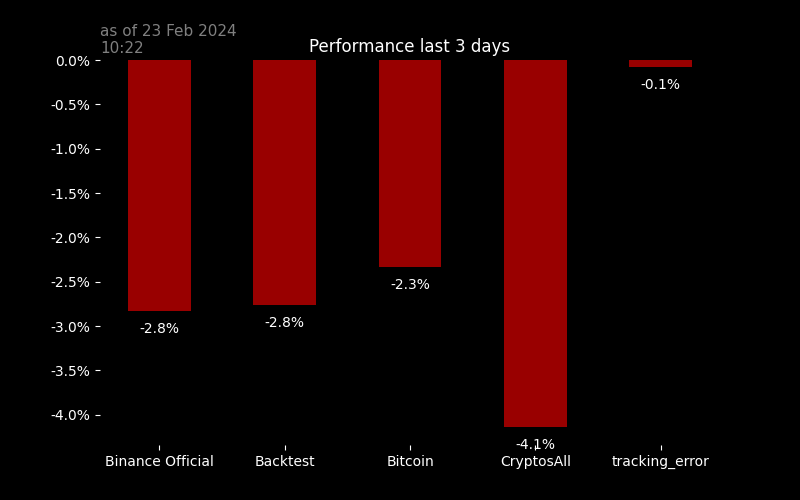 as of 23 Feb 2024
10:22
Performance last 3 days
0.0%
-0.5%
-1.0%
-1.5%
-2.0%
-2.5%
-3.0%
-3.5%
-4.0%
-2.8%
-2.8%
-2.3%
-4.1%
-0.1%
Binance Official
Backtest
Bitcoin
CryptosAll
tracking_error